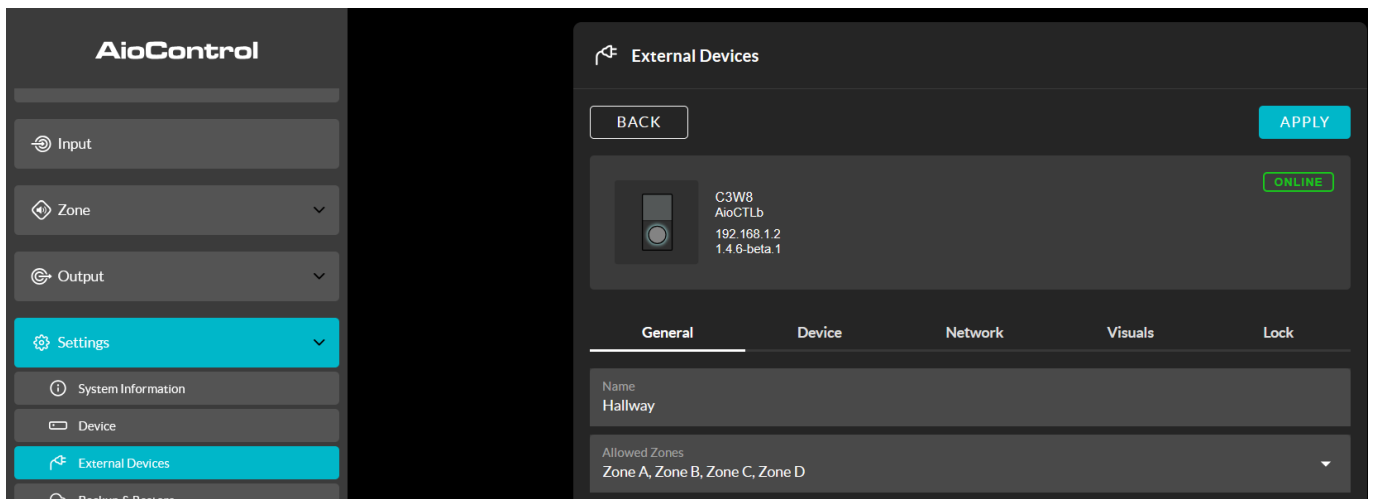 AioControl
Input
Zone
Output
Settings
System Information
Device
External Devices
Backup & Restore
External Devices
BACK
APPLY
C3W8
AioCTLb
192.168.1.2
1.4.6-beta.1
ONLINE
General Device Network Visuals Lock
Name
Hallway
Allowed Zones
Zone A, Zone B, Zone C, Zone D